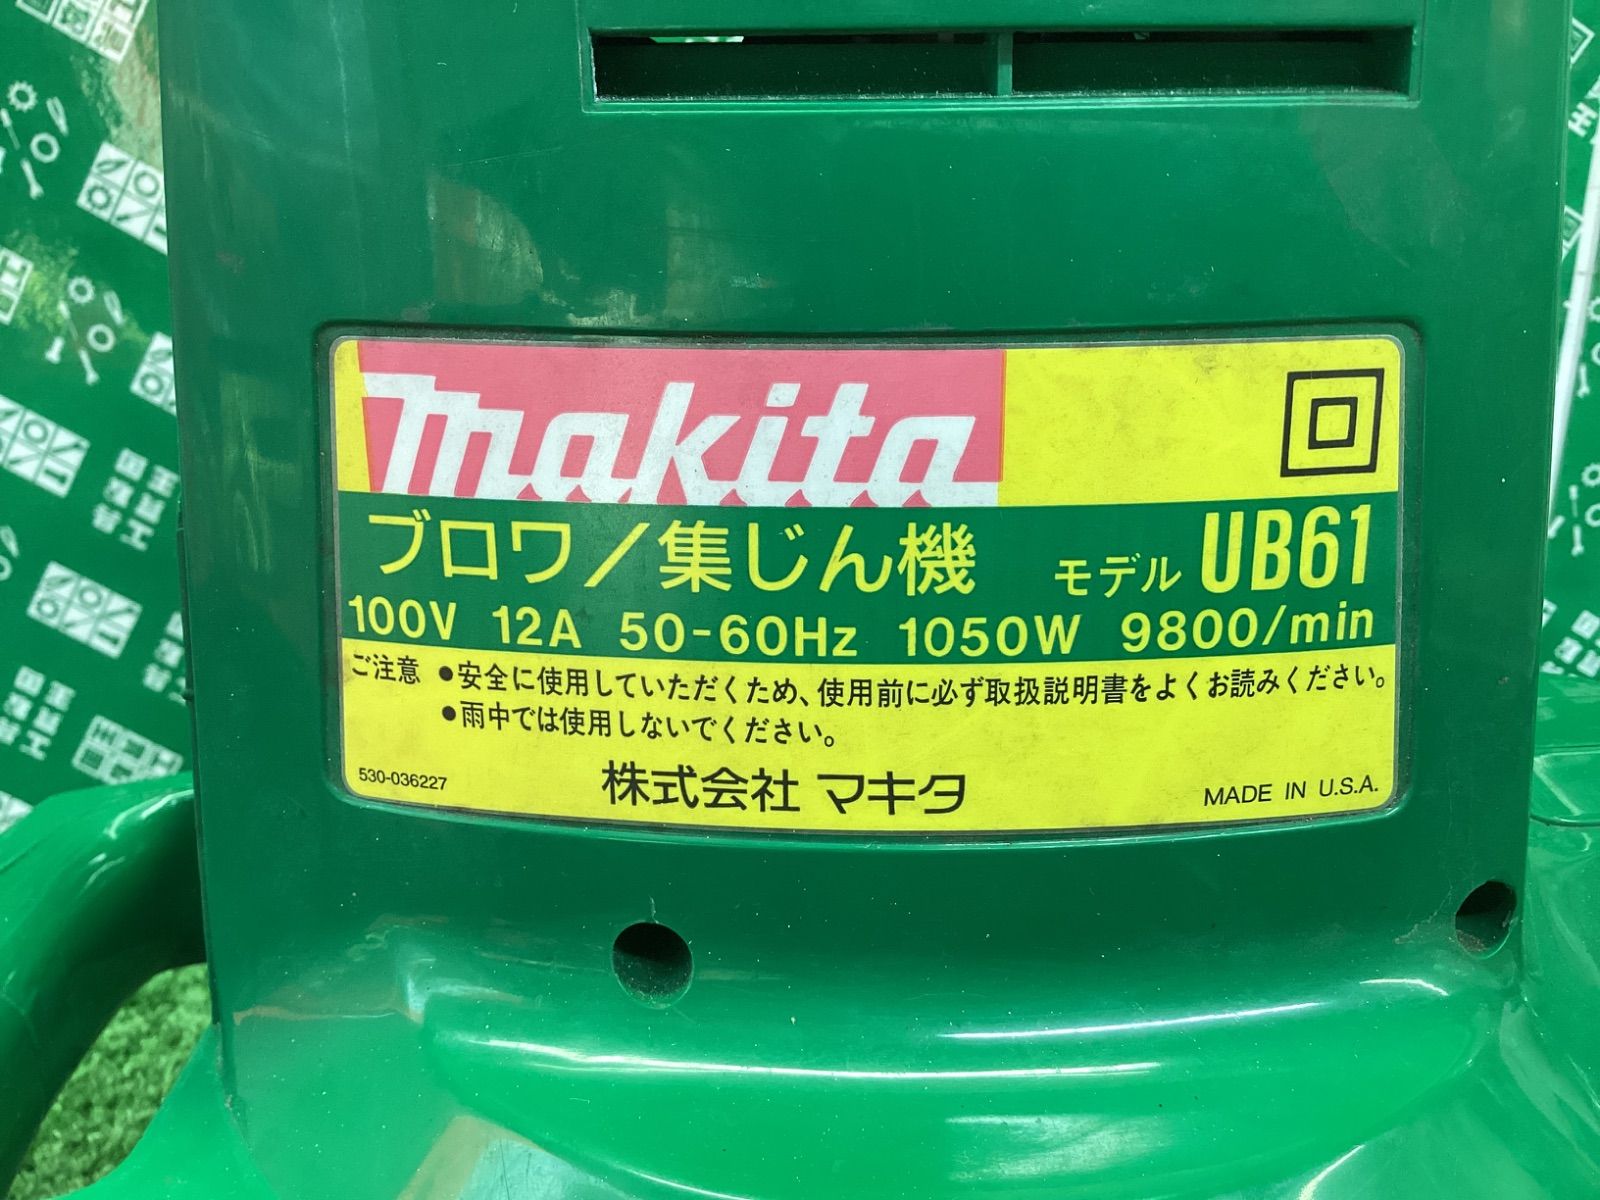 makita
ブロワ/集じん機 モデル UB61
100V 12A 50-60Hz 1050W 9800/min
ご注意 ●安全に使用していただくため、使用前に必ず取扱説明書をよくお読みください。
●雨中では使用しないでください。
530-036227 株式会社 マキタ MADE IN U.S.A.